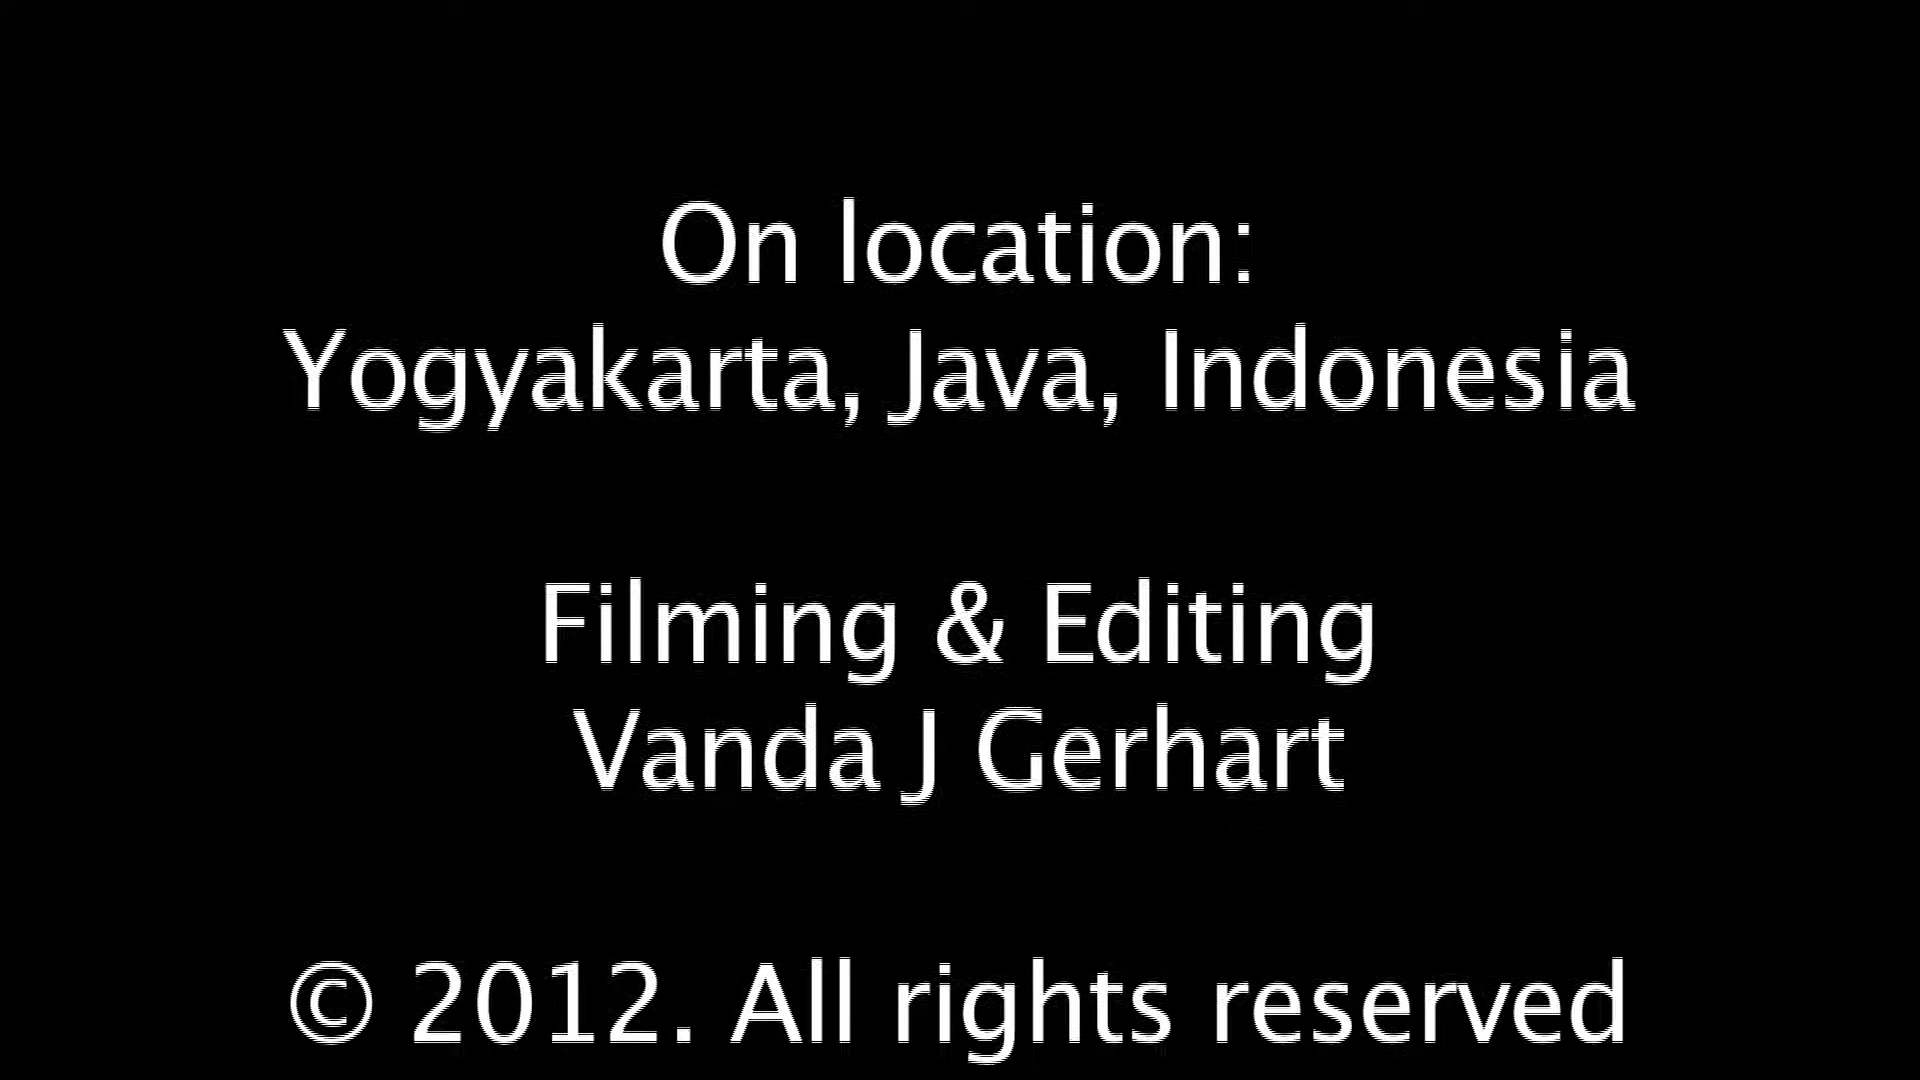 On location:
Yogyakarta, Java, Indonesia
Filming & Editing
Vanda J Gerhart
© 2012. All rights reserved